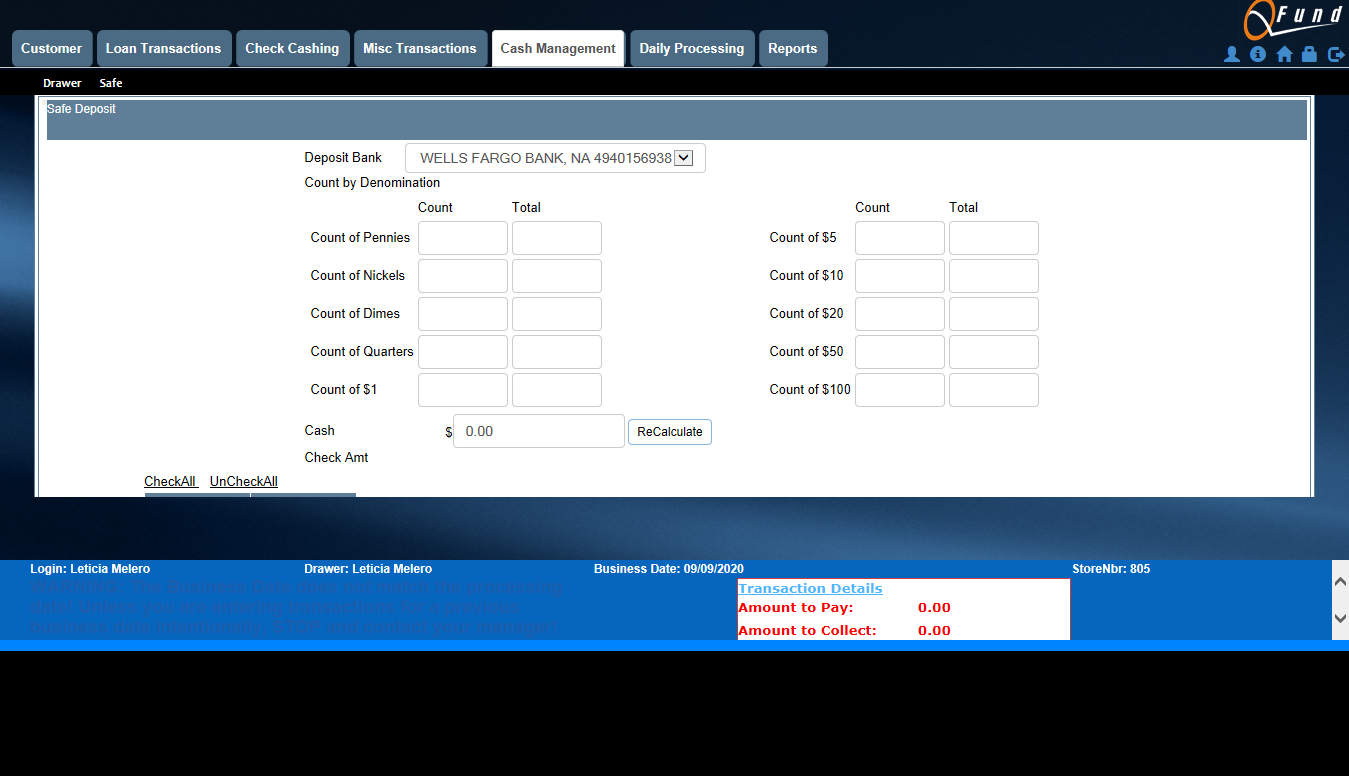 QFund
Customer Loan Transactions Check Cashing Misc Transactions Cash Management Daily Processing Reports
Drawer Safe
Safe Deposit
Deposit Bank WELLS FARGO BANK, NA 4940156938
Count by Denomination
Count Total Count Total
Count of Pennies Count of $5
Count of Nickels Count of $10
Count of Dimes Count of $20
Count of Quarters Count of $50
Count of $1 Count of $100
Cash $ 0.00 ReCalculate
Check Amt
CheckAll UnCheckAll
Login: Leticia Melero Drawer: Leticia Melero Business Date: 09/09/2020 StoreNbr: 805
WARNING: The Business Date does not match the processing
date! Unless you are entering transactions for a previous
business date intentionally, STOP and contact your manager.
Transaction Details
Amount to Pay: 0.00
Amount to Collect: 0.00